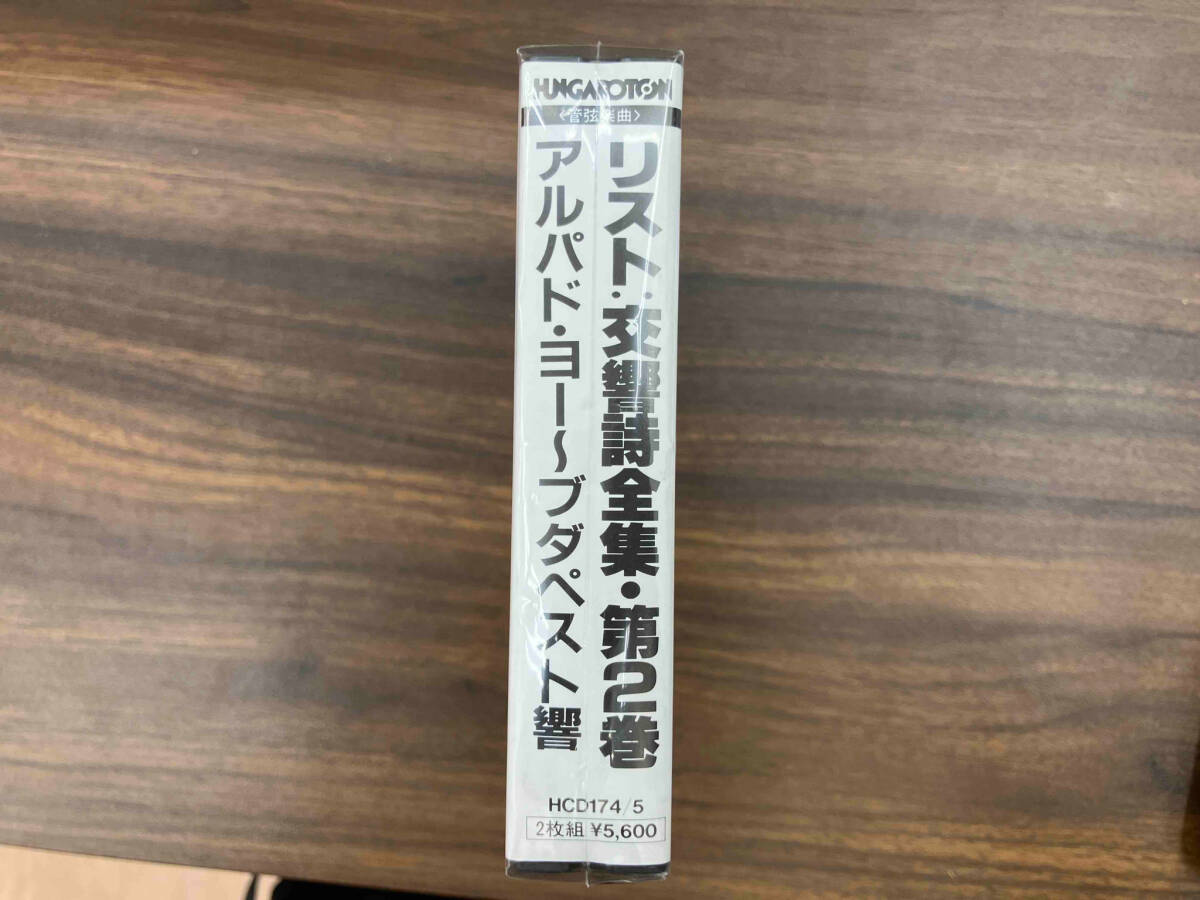 HUNGAROTON
〈管弦楽曲〉
リスト・交響詩全集・第2巻
アルパド・ヨー〜ブダペスト響
HCD174/5
2枚組 ¥5,600